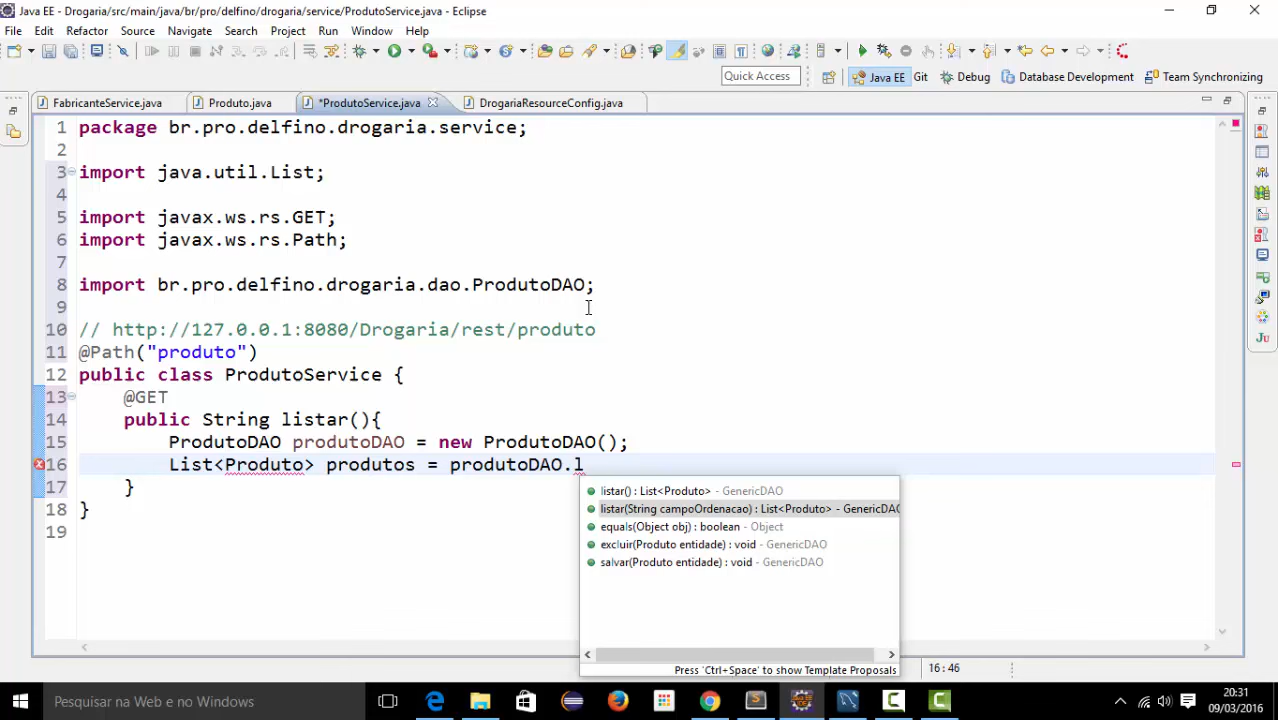 Java EE - Drogaria/src/main/java/br/pro/delfino/drogaria/service/ProdutoService.java - Eclipse
File Edit Refactor Source Navigate Search Project Run Window Help
Quick Access Java EE Git Debug Database Development Team Synchronizing
FabricanteService.java Produto.java *ProdutoService.java DrogariaResourceConfig.java
1 package br.pro.delfino.drogaria.service;
2
3 import java.util.List;
4
5 import javax.ws.rs.GET;
6 import javax.ws.rs.Path;
7
8 import br.pro.delfino.drogaria.dao.ProdutoDAO;
9
10 // http://127.0.0.1:8080/Drogaria/rest/produto
11 @Path("produto")
12 public class ProdutoService {
13 @GET
14 public String listar(){
15 ProdutoDAO produtoDAO = new ProdutoDAO();
16 List<Produto> produtos = produtoDAO.l
17 }
18 }
19
listar() : List<Produto> - GenericDAO
listar(String campoOrdenacao) : List<Produto> - GenericDAO
equals(Object obj) : boolean - Object
excluir(Produto entidade) : void - GenericDAO
salvar(Produto entidade) : void - GenericDAO
Press 'Ctrl+Space' to show Template Proposals
16 : 46
Pesquisar na Web e no Windows
20:31
09/03/2016